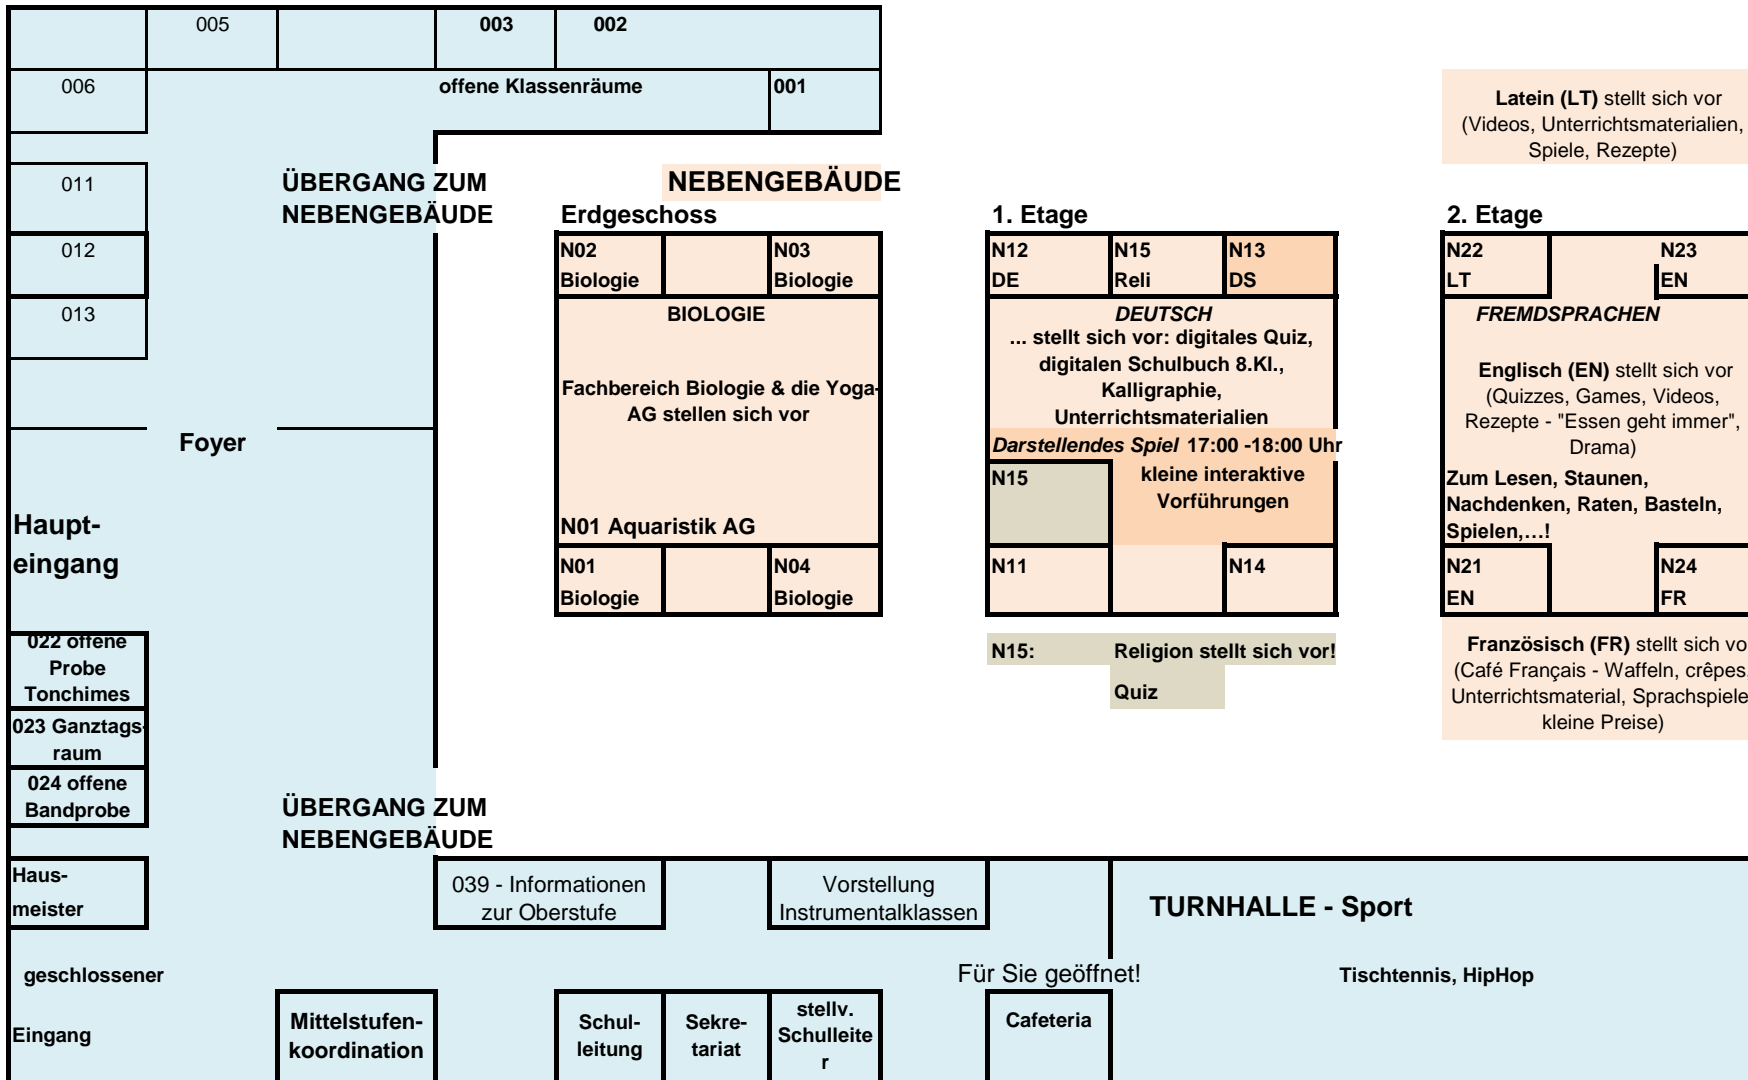 005
003
002
006
offene Klassenräume
001
Latein (LT) stellt sich vor
(Videos, Unterrichtsmaterialien,
Spiele, Rezepte)
011
ÜBERGANG ZUM
NEBENGEBÄUDE
NEBENGEBÄUDE
Erdgeschoss
1. Etage
2. Etage
012
N02
Biologie
N03
Biologie
N12
DE
N15
Reli
N13
DS
N22
LT
N23
EN
013
BIOLOGIE
Fachbereich Biologie & die Yoga-
AG stellen sich vor
N01 Aquaristik AG
N01
Biologie
N04
Biologie
DEUTSCH
... stellt sich vor: digitales Quiz,
digitalen Schulbuch 8.Kl.,
Kalligraphie,
Unterrichtsmaterialien
Darstellendes Spiel 17:00 -18:00 Uhr
N15
kleine interaktive
Vorführungen
N11
N14
FREMDSPRACHEN
Englisch (EN) stellt sich vor
(Quizzes, Games, Videos,
Rezepte - "Essen geht immer",
Drama)
Zum Lesen, Staunen,
Nachdenken, Raten, Basteln,
Spielen,…!
N21
EN
N24
FR
Foyer
Haupt-
eingang
022 offene
Probe
Tonchimes
023 Ganztags-
raum
024 offene
Bandprobe
N15:
Religion stellt sich vor!
Quiz
Französisch (FR) stellt sich vo
(Café Français - Waffeln, crêpes,
Unterrichtsmaterial, Sprachspiele
kleine Preise)
ÜBERGANG ZUM
NEBENGEBÄUDE
Haus-
meister
039 - Informationen
zur Oberstufe
Vorstellung
Instrumentalklassen
TURNHALLE - Sport
geschlossener
Eingang
Für Sie geöffnet!
Tischtennis, HipHop
Mittelstufen-
koordination
Schul-
leitung
Sekre-
tariat
stellv.
Schulleite
r
Cafeteria